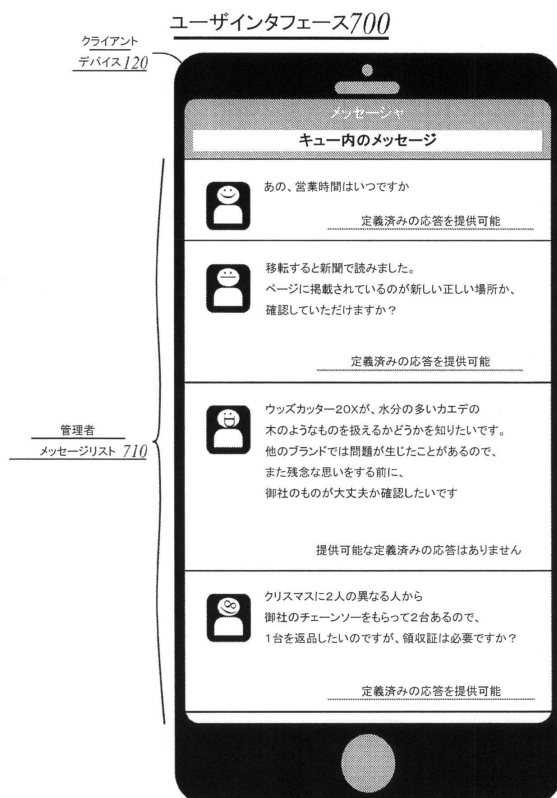 ユーザインタフェース700
クライアント
デバイス120
メッセージャ
キュー内のメッセージ
あの、営業時間はいつですか
定義済みの応答を提供可能
移転すると新聞で読みました。
ページに掲載されているのが新しい正しい場所か、
確認していただけますか？
定義済みの応答を提供可能
管理者
メッセージリスト710
ウッズカッター20Xが、水分の多いカエデの
木のようなものを扱えるかどうかを知りたいです。
他のブランドでは問題が生じたことがあるので、
また残念な思いをする前に、
御社のものが大丈夫か確認したいです
提供可能な定義済みの応答はありません
クリスマスに2人の異なる人から
御社のチェーンソーをもらって2台あるので、
1台を返品したいのですが、領収証は必要ですか？
定義済みの応答を提供可能